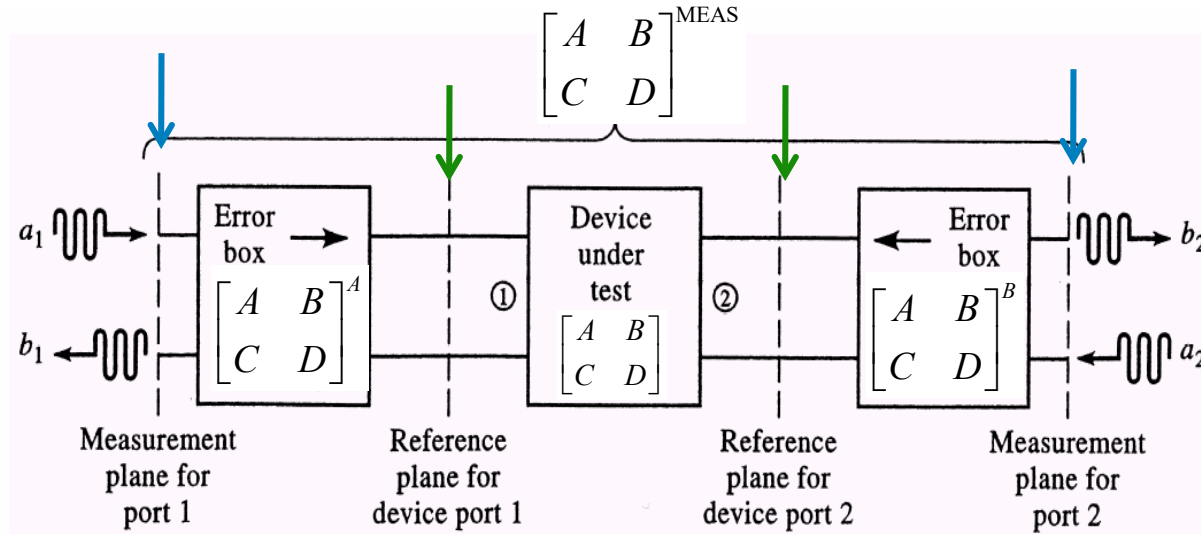 MEAS
A B
C D
a1
b1
Error
box
A B
C D
A
①
Device
under
test
A B
C D
②
Error
box
A B
C D
B
b2
a2
Measurement
plane for
port 1
Reference
plane for
device port 1
Reference
plane for
device port 2
Measurement
plane for
port 2